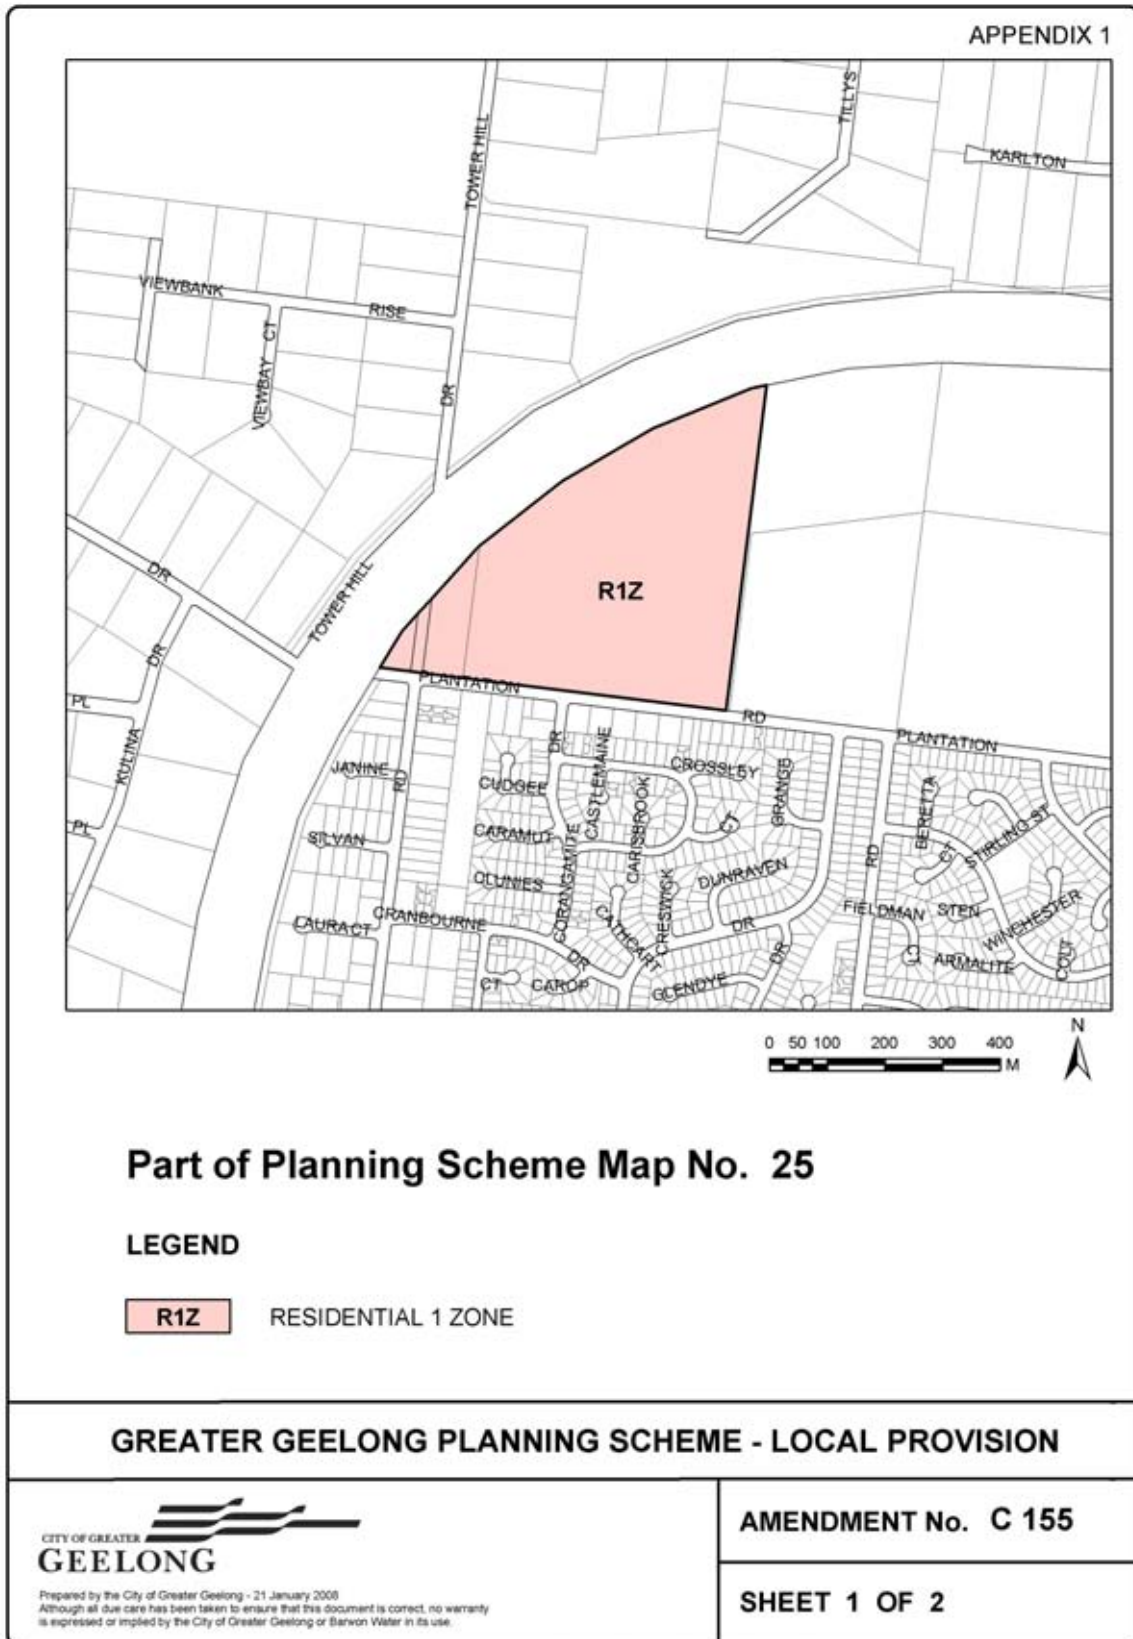 APPENDIX 1
TILLYS
TOWER HILL
KARLTON
VIEWBANK
RISE
VIEWBAY CT
DR
DR
TOWER HILL
R1Z
DR
PLANTATION
PL
RD
PLANTATION
KULINA
JANINE
RD
CUDGEE
DR
CASTLEMAINE
CROSSLEY
GRANGE
CARISBROOK
BERETTA
PL
SILVAN
CARAMUT
CT
RD
CT
STIRLING ST
CORANGAMITE
DUNRAVEN
CLUNIES
CRESWICK
FIELDMAN
STEN
WINCHESTER
LAURA CT
CRANBOURNE
DR
CATHCART
DR
DR
CT
ARMALITE
COLT
CT
CAROP
GLENDYE
N
0 50 100 200 300 400
M
Part of Planning Scheme Map No. 25
LEGEND
R1Z RESIDENTIAL 1 ZONE
GREATER GEELONG PLANNING SCHEME - LOCAL PROVISION
CITY OF GREATER
GEELONG
Prepared by the City of Greater Geelong - 21 January 2008
Although all due care has been taken to ensure that this document is correct, no warranty
is expressed or implied by the City of Greater Geelong or Barwon Water in its use.
AMENDMENT No. C 155
SHEET 1 OF 2